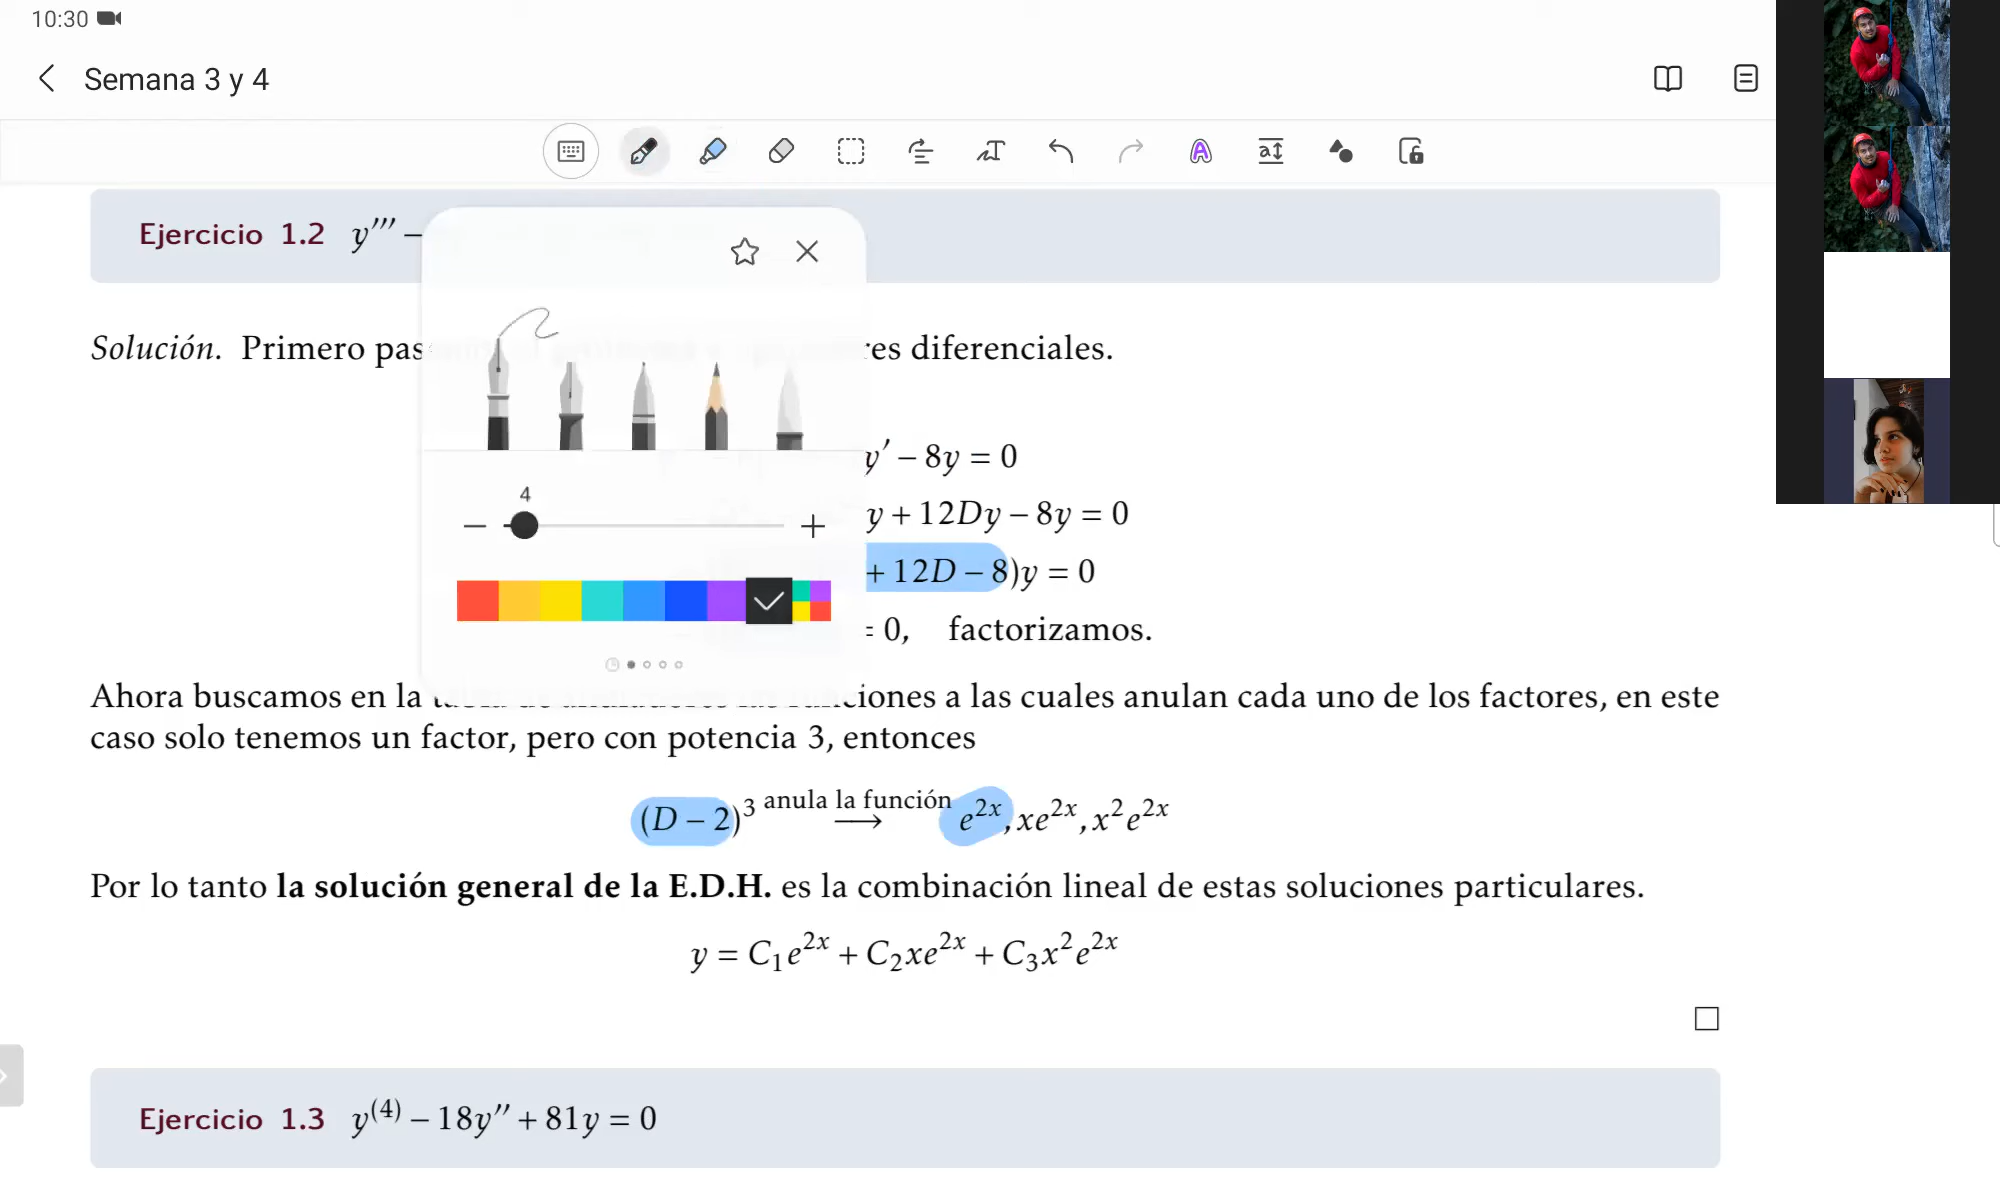 10:30
Semana 3 y 4
Ejercicio 1.2 y''' −
Solución. Primero pas res diferenciales.
y' − 8y = 0
y + 12Dy − 8y = 0
+ 12D − 8)y = 0
= 0, factorizamos.
4
Ahora buscamos en la ciones a las cuales anulan cada uno de los factores, en este
caso solo tenemos un factor, pero con potencia 3, entonces
(D − 2)³ anula la función ⟶ e²ˣ, xe²ˣ, x²e²ˣ
Por lo tanto la solución general de la E.D.H. es la combinación lineal de estas soluciones particulares.
y = C₁e²ˣ + C₂xe²ˣ + C₃x²e²ˣ
Ejercicio 1.3 y⁽⁴⁾ − 18y'' + 81y = 0